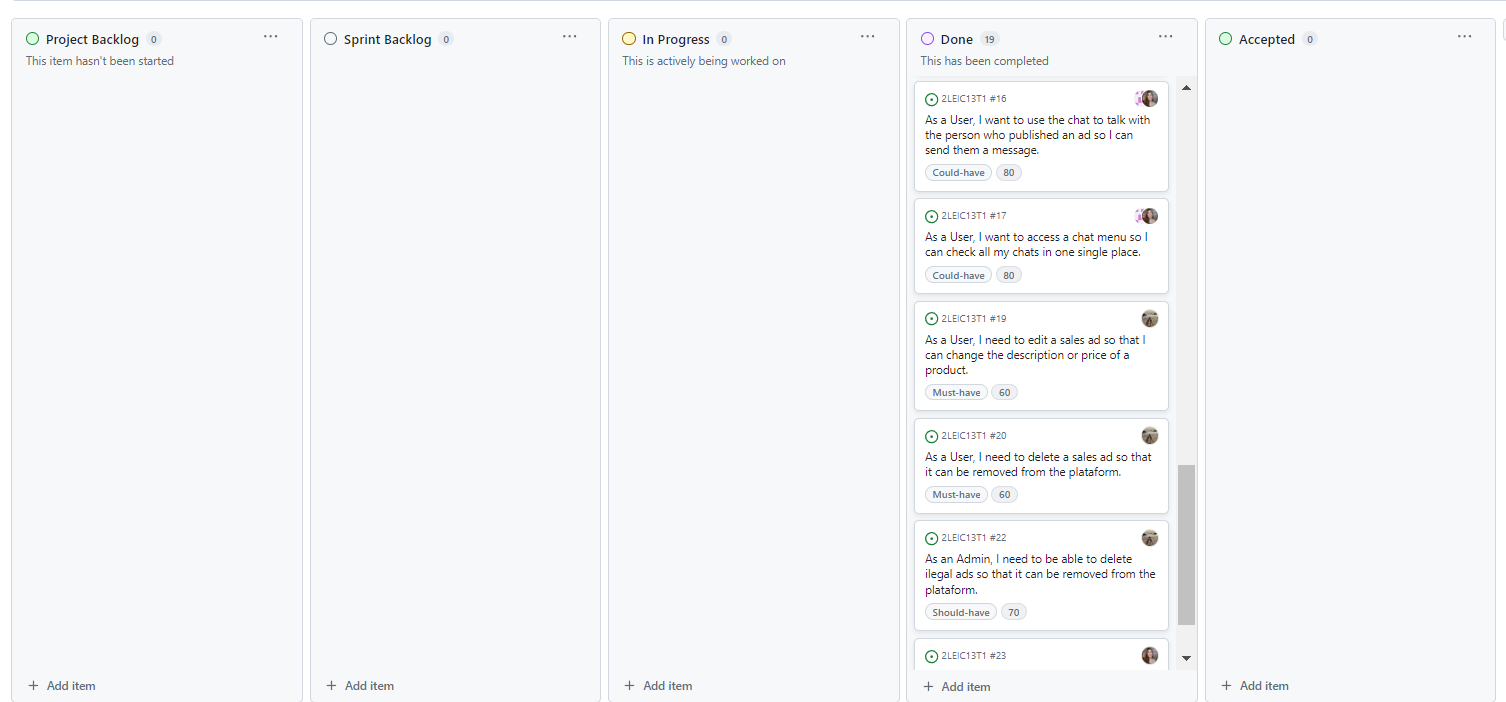 Project Backlog 0 ...
This item hasn't been started
+ Add item
Sprint Backlog 0 ...
+ Add item
In Progress 0 ...
This is actively being worked on
+ Add item
Done 19 ...
This has been completed
2LEIC13T1 #16
As a User, I want to use the chat to talk with
the person who published an ad so I can
send them a message.
Could-have 80
2LEIC13T1 #17
As a User, I want to access a chat menu so I
can check all my chats in one single place.
Could-have 80
2LEIC13T1 #19
As a User, I need to edit a sales ad so that I
can change the description or price of a
product.
Must-have 60
2LEIC13T1 #20
As a User, I need to delete a sales ad so that
it can be removed from the plataform.
Must-have 60
2LEIC13T1 #22
As an Admin, I need to be able to delete
ilegal ads so that it can be removed from the
plataform.
Should-have 70
2LEIC13T1 #23
+ Add item
Accepted 0 ...
+ Add item